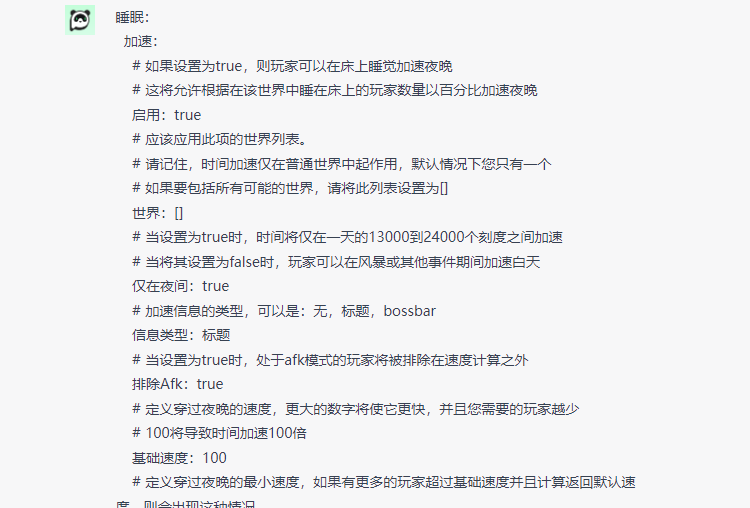 睡眠：
加速：
# 如果设置为true，则玩家可以在床上睡觉加速夜晚
# 这将允许根据在该世界中睡在床上的玩家数量以百分比加速夜晚
启用：true
# 应该应用此项的世界列表。
# 请记住，时间加速仅在普通世界中起作用，默认情况下您只有一个
# 如果要包括所有可能的世界，请将此列表设置为[]
世界：[]
# 当设置为true时，时间将仅在一天的13000到24000个刻度之间加速
# 当将其设置为false时，玩家可以在风暴或其他事件期间加速白天
仅在夜间：true
# 加速信息的类型，可以是：无，标题，bossbar
信息类型：标题
# 当设置为true时，处于afk模式的玩家将被排除在速度计算之外
排除Afk：true
# 定义穿过夜晚的速度，更大的数字将使它更快，并且您需要的玩家越少
# 100将导致时间加速100倍
基础速度：100
# 定义穿过夜晚的最小速度，如果有更多的玩家超过基础速度并且计算返回默认速
度，则会出现这种情况